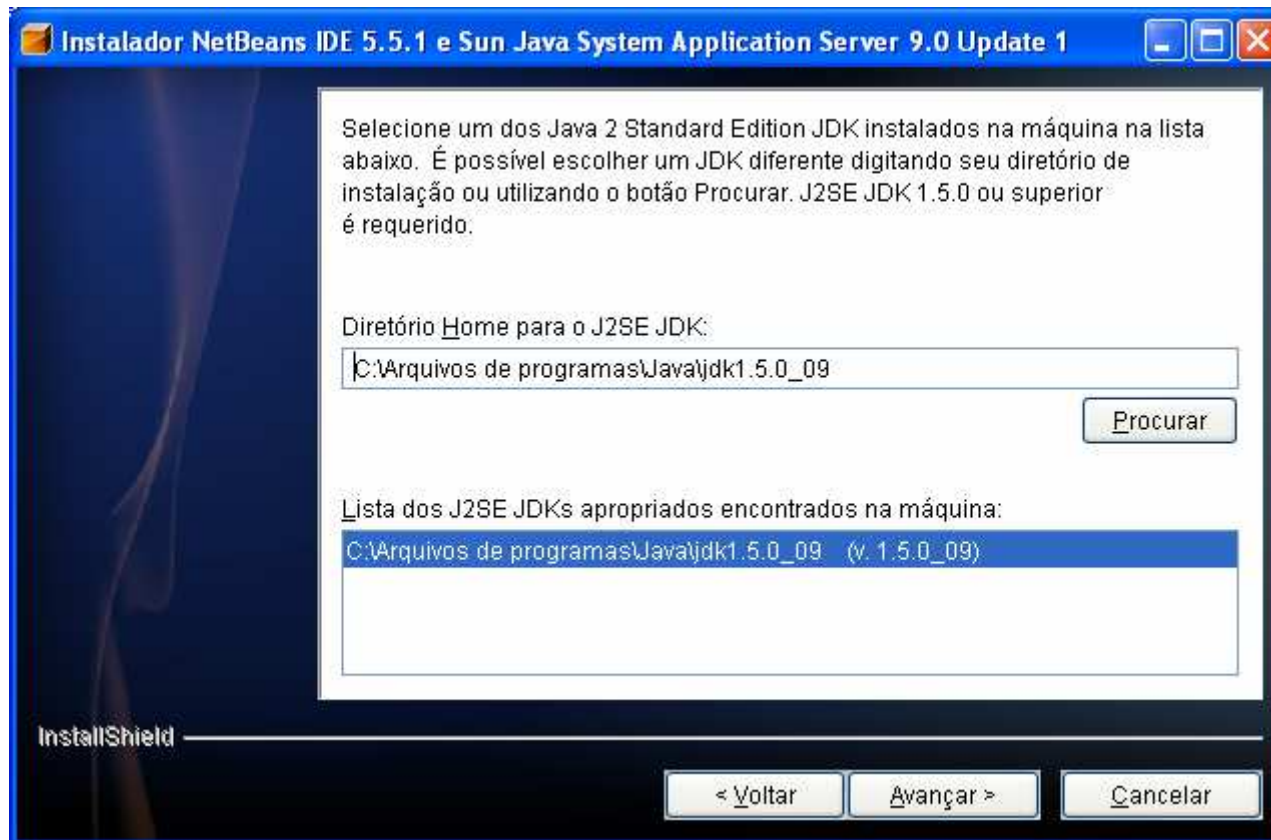 Instalador NetBeans IDE 5.5.1 e Sun Java System Application Server 9.0 Update 1
Selecione um dos Java 2 Standard Edition JDK instalados na máquina na lista
abaixo. É possível escolher um JDK diferente digitando seu diretório de
instalação ou utilizando o botão Procurar. J2SE JDK 1.5.0 ou superior
é requerido.
Diretório Home para o J2SE JDK:
C:\Arquivos de programas\Java\jdk1.5.0_09
Procurar
Lista dos J2SE JDKs apropriados encontrados na máquina:
C:\Arquivos de programas\Java\jdk1.5.0_09 (v. 1.5.0_09)
InstallShield
< Voltar
Avançar >
Cancelar